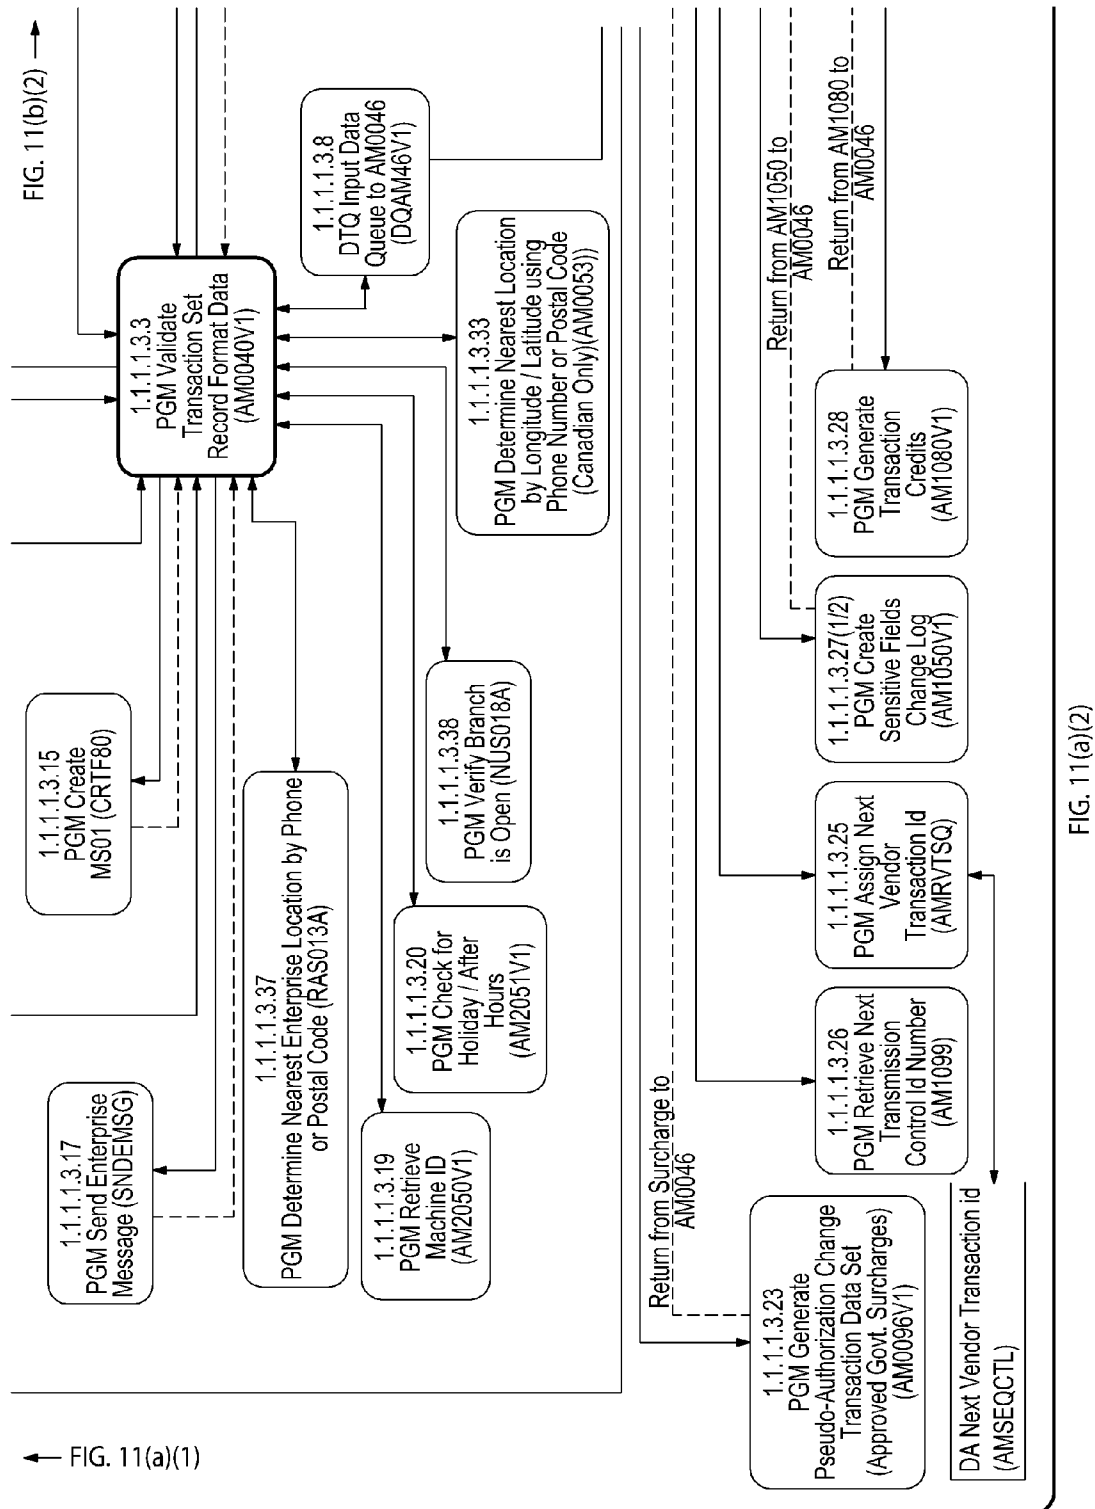 FIG. 11(b)(2)
1.1.1.1.3.3
PGM Validate
Transaction Set
Record Format Data
(AM0040V1)
1.1.1.1.3.8
DTQ Input Data
Queue to AM0046
(DQAM46V1)
1.1.1.1.3.33
PGM Determine Nearest Location
by Longitude / Latitude using
Phone Number or Postal Code
(Canadian Only)(AM0053))
1.1.1.1.3.15
PGM Create
MS01 (CRTF80)
1.1.1.1.3.17
PGM Send Enterprise
Message (SNDEMSG)
1.1.1.1.3.37
PGM Determine Nearest Enterprise Location by Phone
or Postal Code (RAS013A)
1.1.1.1.3.38
PGM Verify Branch
is Open (NUS018A)
1.1.1.1.3.20
PGM Check for
Holiday / After
Hours
(AM2051V1)
1.1.1.1.3.19
PGM Retrieve
Machine ID
(AM2050V1)
FIG. 11(a)(1)
Return from Surcharge to
AM0046
Return from AM1050 to
AM0046
Return from AM1080 to
AM0046
1.1.1.1.3.23
PGM Generate
Pseudo-Authorization Change
Transaction Data Set
(Approved Govt. Surcharges)
(AM0096V1)
1.1.1.1.3.26
PGM Retrieve Next
Transmission
Control Id Number
(AM1099)
1.1.1.1.3.25
PGM Assign Next
Vendor
Transaction Id
(AMRVTSQ)
1.1.1.1.3.27(1/2)
PGM Create
Sensitive Fields
Change Log
(AM1050V1)
1.1.1.1.3.28
PGM Generate
Transaction
Credits
(AM1080V1)
DA Next Vendor Transaction id
(AMSEQCTL)
FIG. 11(a)(2)